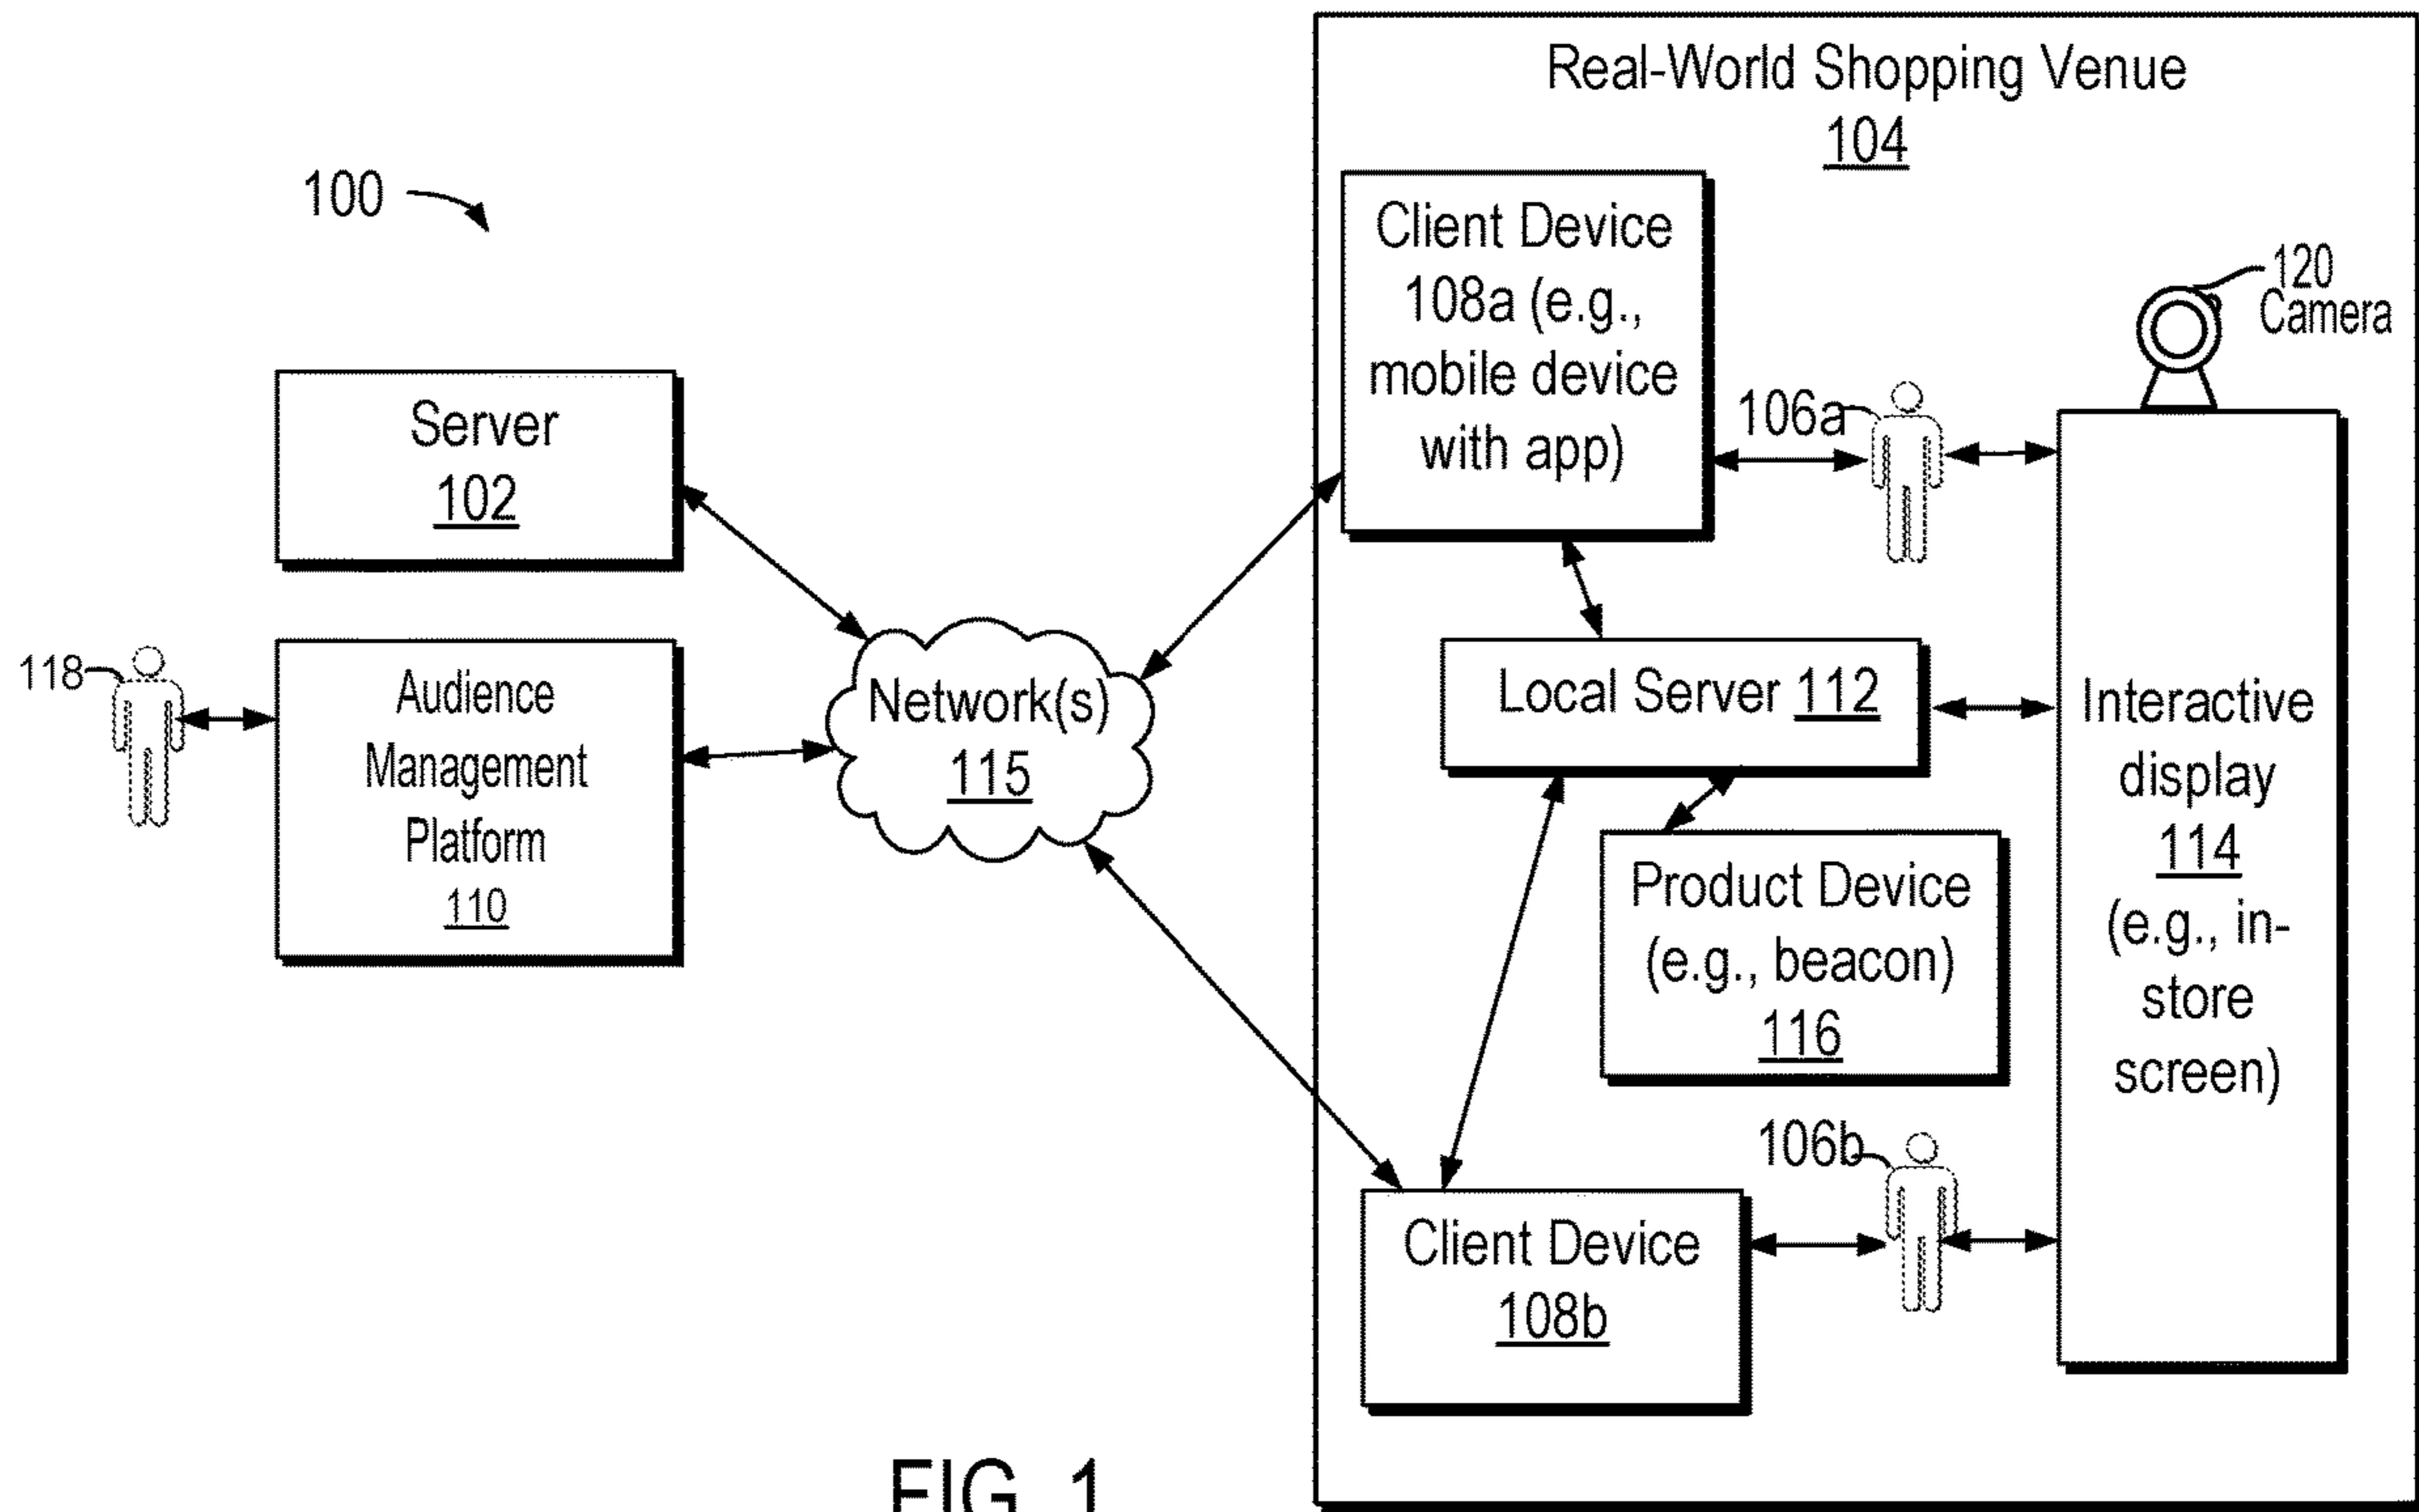 100
Server
102
118
Audience
Management
Platform
110
Network(s)
115
Real-World Shopping Venue
104
Client Device
108a (e.g.,
mobile device
with app)
106a
120
Camera
Local Server 112
Product Device
(e.g., beacon)
116
Interactive
display
114
(e.g., in-
store
screen)
106b
Client Device
108b
FIG. 1